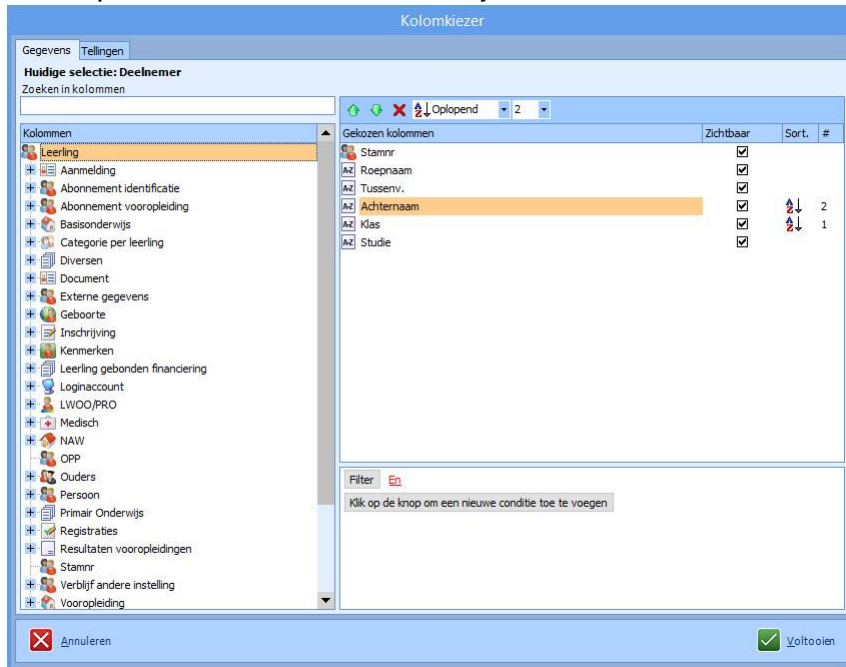 Kolomkiezer
Gegevens Tellingen
Huidige selectie: Deelnemer
Zoeken in kolommen
Oplopend 2
Kolommen
Leerling
Aanmelding
Abonnement identificatie
Abonnement vooropleiding
Basisonderwijs
Categorie per leerling
Diversen
Document
Externe gegevens
Geboorte
Inschrijving
Kenmerken
Leerling gebonden financiering
Loginaccount
LWOO/PRO
Medisch
NAW
OPP
Ouders
Persoon
Primair Onderwijs
Registraties
Resultaten vooropleidingen
Stamnr
Verblijf andere instelling
Vooropleiding
Gekozen kolommen Zichtbaar Sort. #
Stamnr
A-Z Roepnaam
A-Z Tussenv.
A-Z Achternaam 2
A-Z Klas 1
A-Z Studie
Filter En
Klik op de knop om een nieuwe conditie toe te voegen
Annuleren
Voltooien